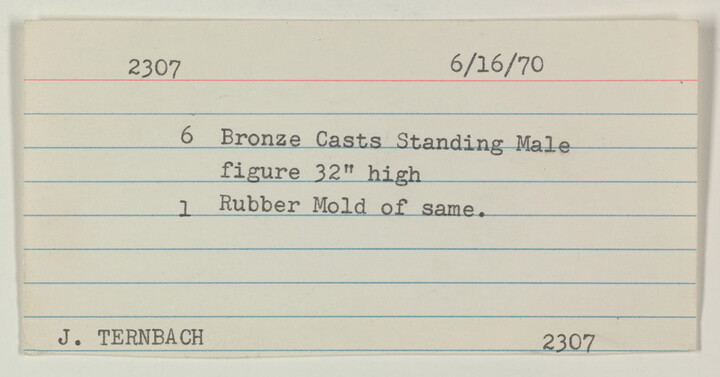 2307 6/16/70
6 Bronze Casts Standing Male
figure 32" high
1 Rubber Mold of same.
J. TERNBACH 2307